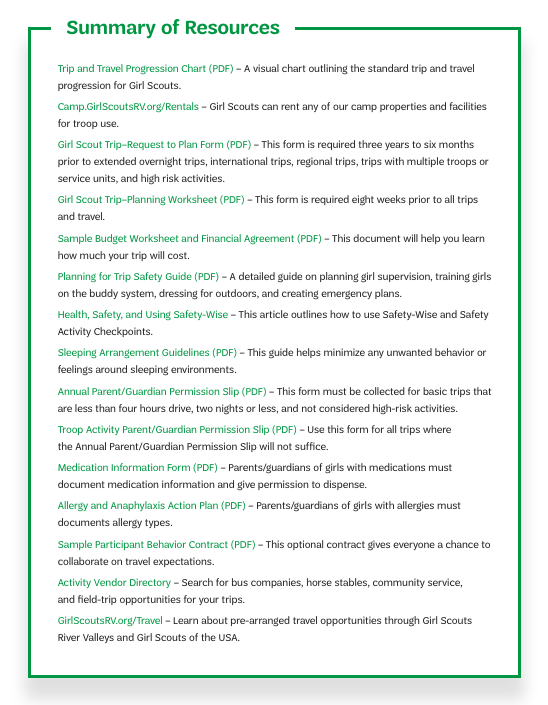 Summary of Resources
Trip and Travel Progression Chart (PDF) – A visual chart outlining the standard trip and travel
progression for Girl Scouts.
Camp.GirlScoutsRV.org/Rentals – Girl Scouts can rent any of our camp properties and facilities
for troop use.
Girl Scout Trip–Request to Plan Form (PDF) – This form is required three years to six months
prior to extended overnight trips, international trips, regional trips, trips with multiple troops or
service units, and high risk activities.
Girl Scout Trip–Planning Worksheet (PDF) – This form is required eight weeks prior to all trips
and travel.
Sample Budget Worksheet and Financial Agreement (PDF) – This document will help you learn
how much your trip will cost.
Planning for Trip Safety Guide (PDF) – A detailed guide on planning girl supervision, training girls
on the buddy system, dressing for outdoors, and creating emergency plans.
Health, Safety, and Using Safety-Wise – This article outlines how to use Safety-Wise and Safety
Activity Checkpoints.
Sleeping Arrangement Guidelines (PDF) – This guide helps minimize any unwanted behavior or
feelings around sleeping environments.
Annual Parent/Guardian Permission Slip (PDF) – This form must be collected for basic trips that
are less than four hours drive, two nights or less, and not considered high-risk activities.
Troop Activity Parent/Guardian Permission Slip (PDF) – Use this form for all trips where
the Annual Parent/Guardian Permission Slip will not suffice.
Medication Information Form (PDF) – Parents/guardians of girls with medications must
document medication information and give permission to dispense.
Allergy and Anaphylaxis Action Plan (PDF) – Parents/guardians of girls with allergies must
documents allergy types.
Sample Participant Behavior Contract (PDF) – This optional contract gives everyone a chance to
collaborate on travel expectations.
Activity Vendor Directory – Search for bus companies, horse stables, community service,
and field-trip opportunities for your trips.
GirlScoutsRV.org/Travel – Learn about pre-arranged travel opportunities through Girl Scouts
River Valleys and Girl Scouts of the USA.